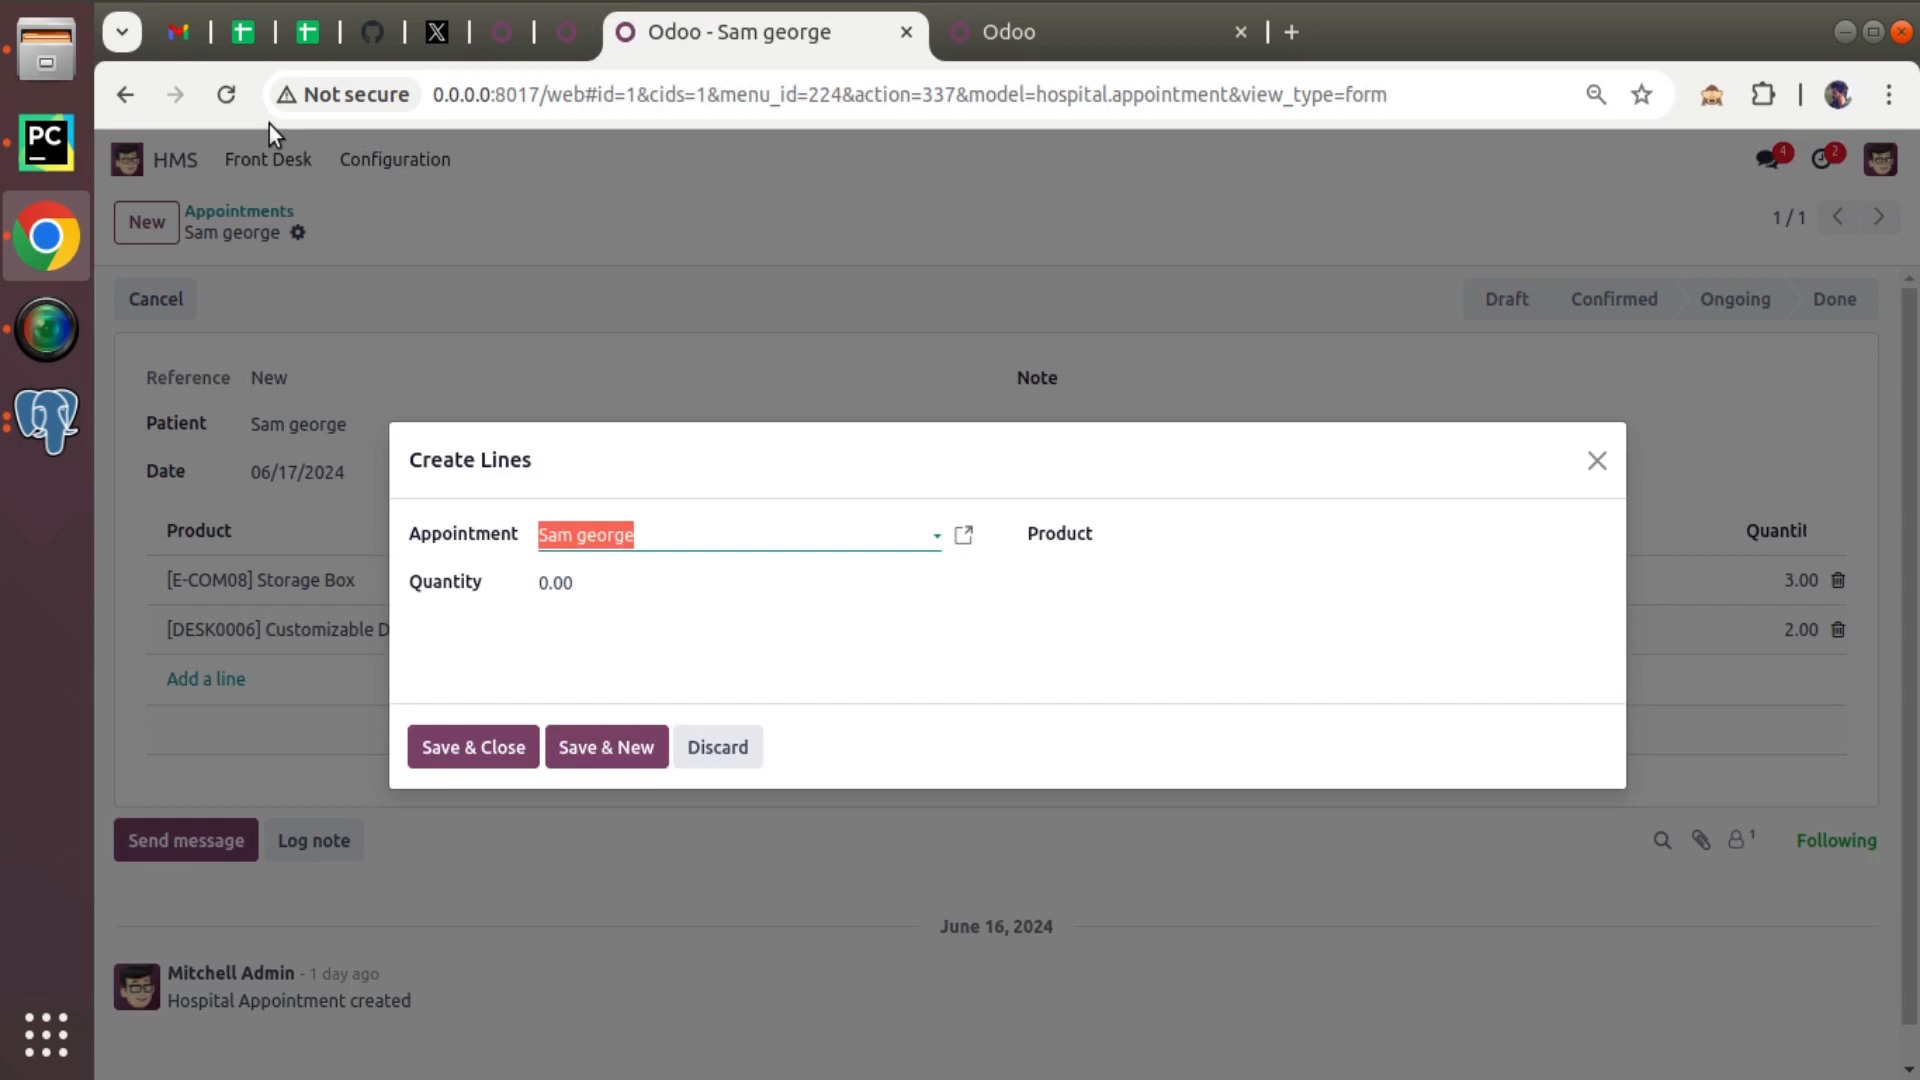 Odoo - Sam george
Odoo
Not secure
0.0.0.0:8017/web#id=1&cids=1&menu_id=224&action=337&model=hospital.appointment&view_type=form
PC
HMS
Front Desk
Configuration
4
2
New
Appointments
Sam george
1 / 1
Cancel
Draft
Confirmed
Ongoing
Done
Reference New
Note
Patient Sam george
Date 06/17/2024
Create Lines
Appointment Sam george
Product
Quantity 0.00
Product
Quantit
[E-COM08] Storage Box
3.00
[DESK0006] Customizable D
2.00
Add a line
Save & Close
Save & New
Discard
Send message
Log note
1
Following
June 16, 2024
Mitchell Admin - 1 day ago
Hospital Appointment created